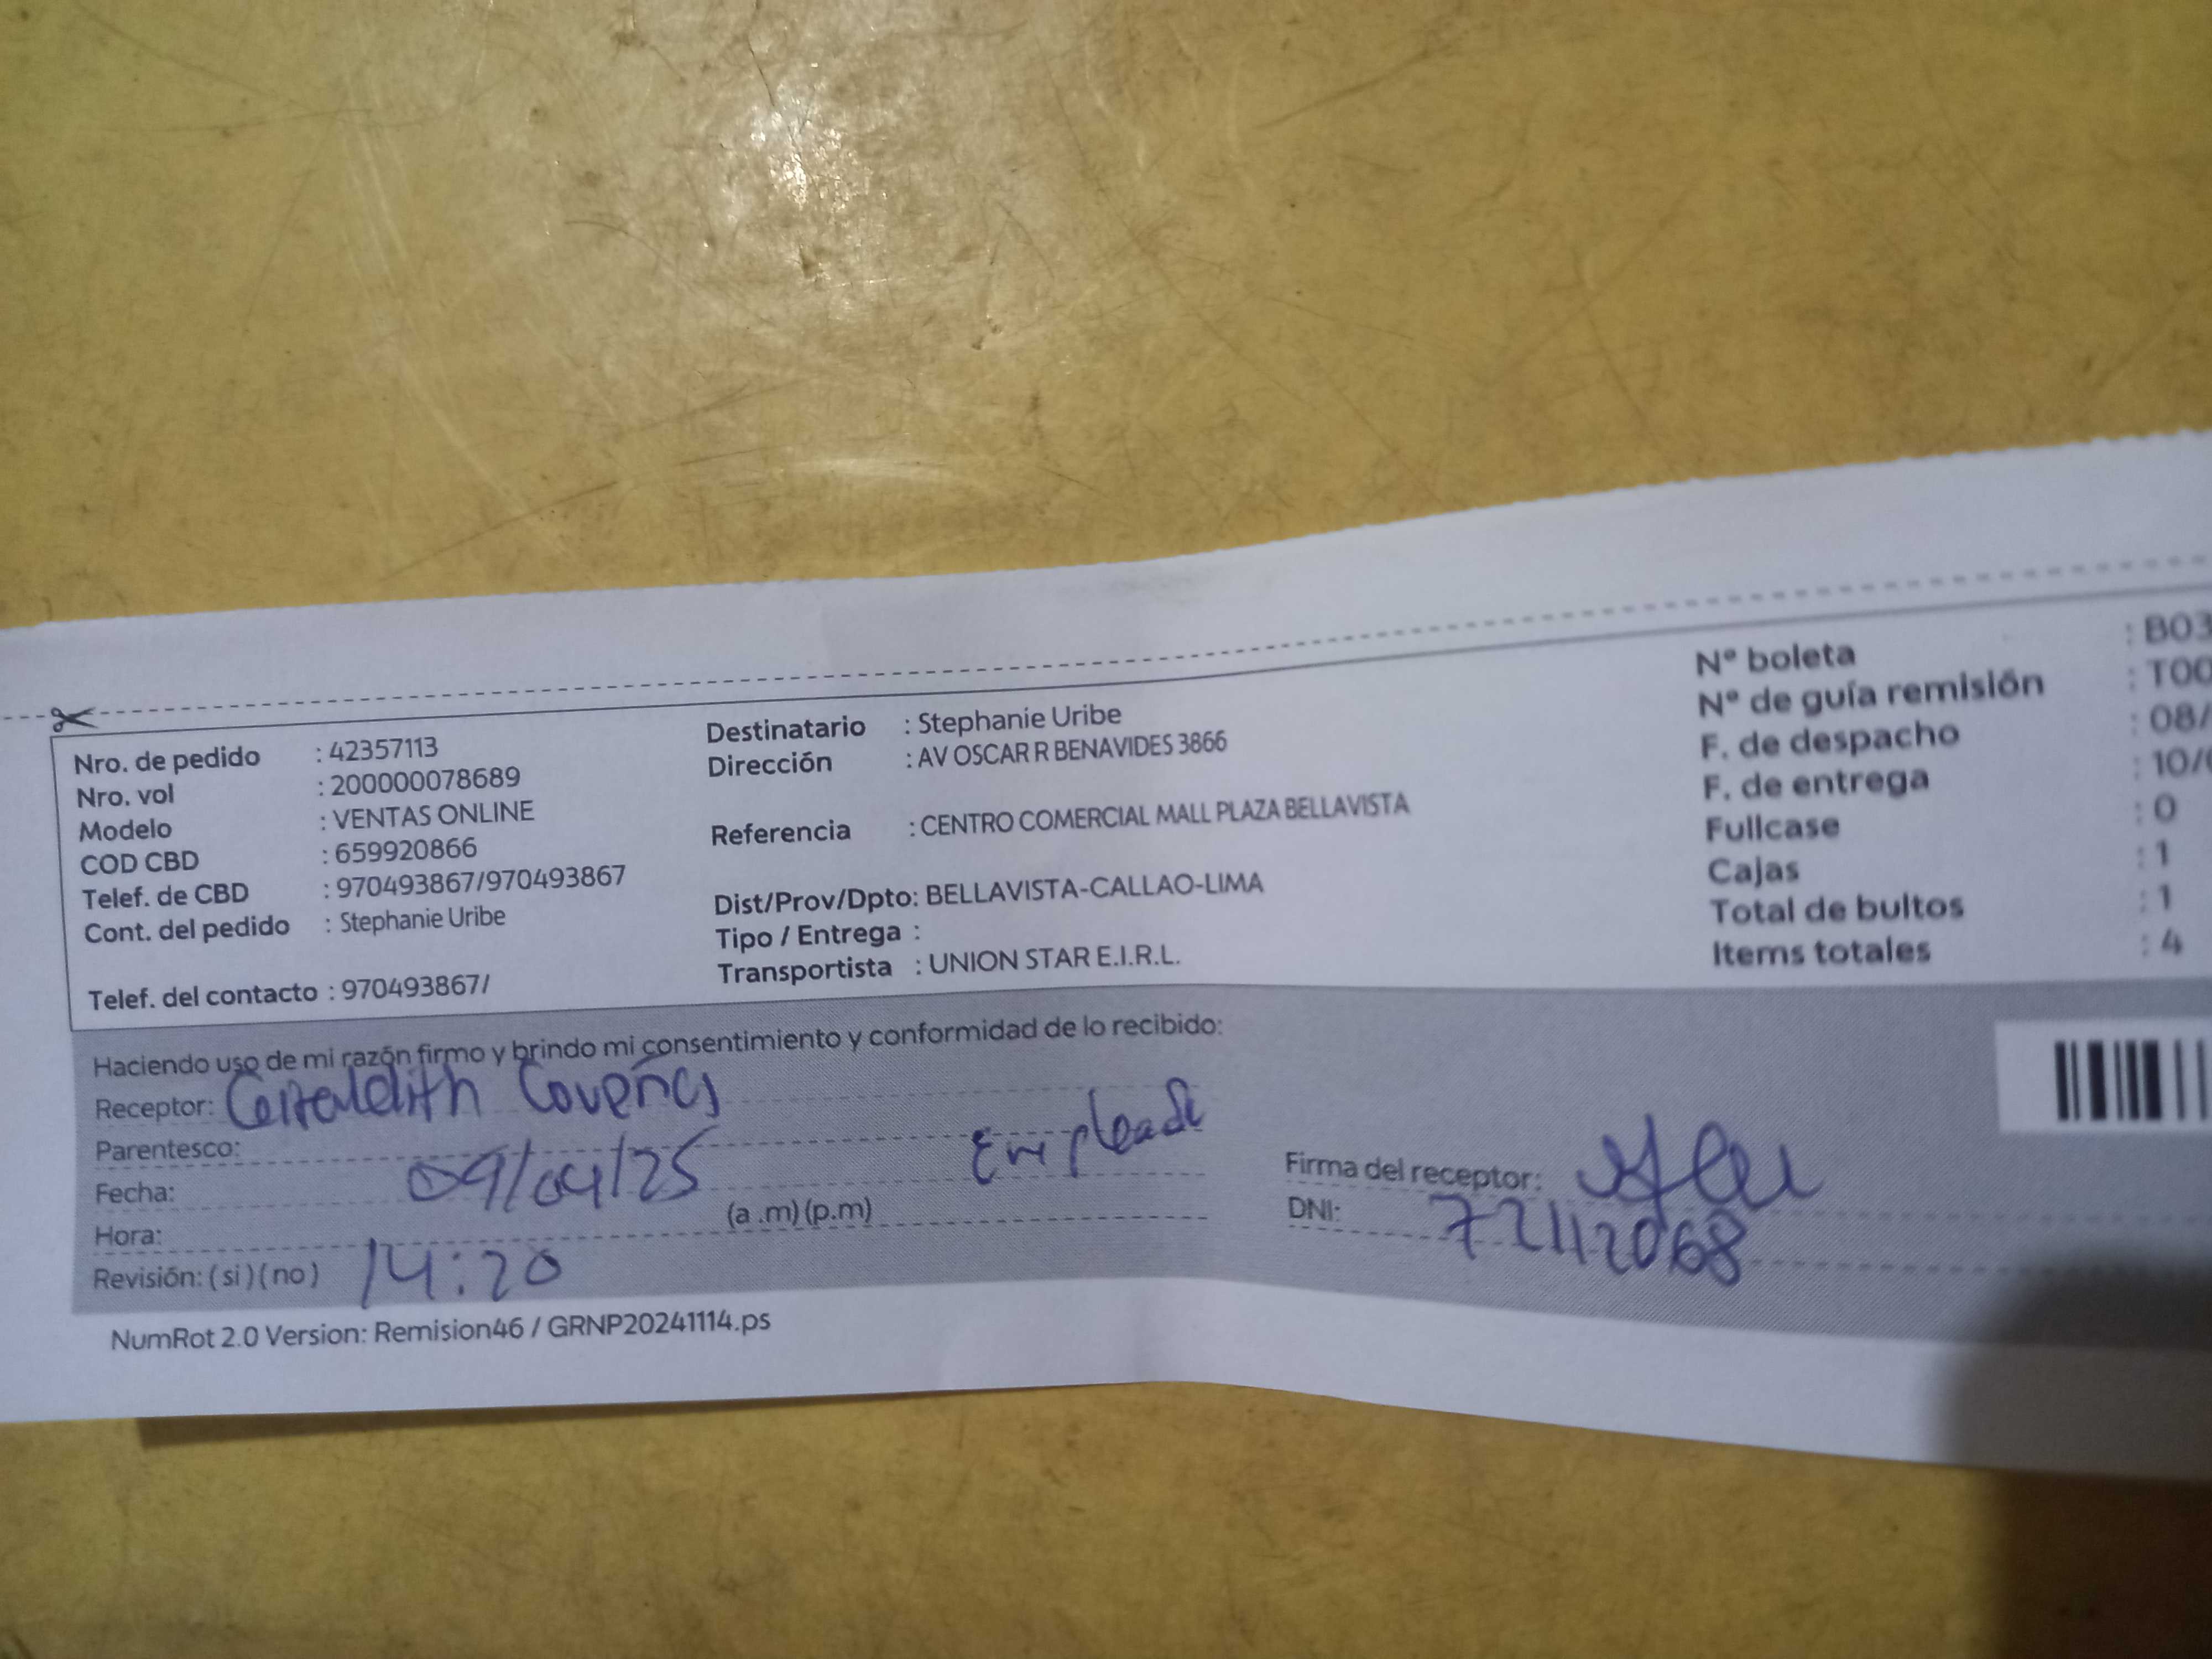 Nro. de pedido : 42357113
Nro. vol : 200000078689
Modelo : VENTAS ONLINE
COD CBD : 659920866
Telef. de CBD : 970493867/970493867
Cont. del pedido : Stephanie Uribe
Telef. del contacto : 970493867/
Destinatario : Stephanie Uribe
Dirección : AV OSCAR R BENAVIDES 3866
Referencia : CENTRO COMERCIAL MALL PLAZA BELLAVISTA
Dist/Prov/Dpto: BELLAVISTA-CALLAO-LIMA
Tipo / Entrega :
Transportista : UNION STAR E.I.R.L.
N° boleta : B03
N° de guía remisión : T00
F. de despacho : 08/
F. de entrega : 10/
Fullcase : 0
Cajas : 1
Total de bultos : 1
Items totales : 4
Haciendo uso de mi razón firmo y brindo mi consentimiento y conformidad de lo recibido:
Receptor:
Parentesco:
Fecha: 09/04/25
Hora: (a .m) (p.m)
Revisión: ( si ) ( no ) 14:20
Firma del receptor:
DNI:
NumRot 2.0 Version: Remision46 / GRNP20241114.ps